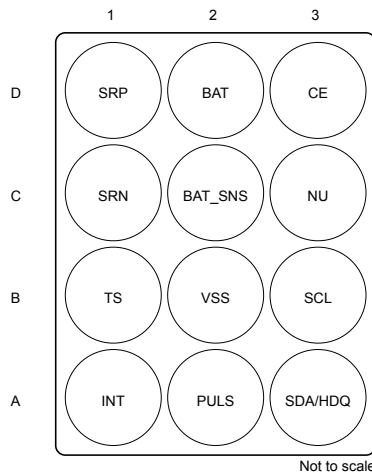 1 2 3
D SRP BAT CE
C SRN BAT_SNS NU
B TS VSS SCL
A INT PULS SDA/HDQ
Not to scale